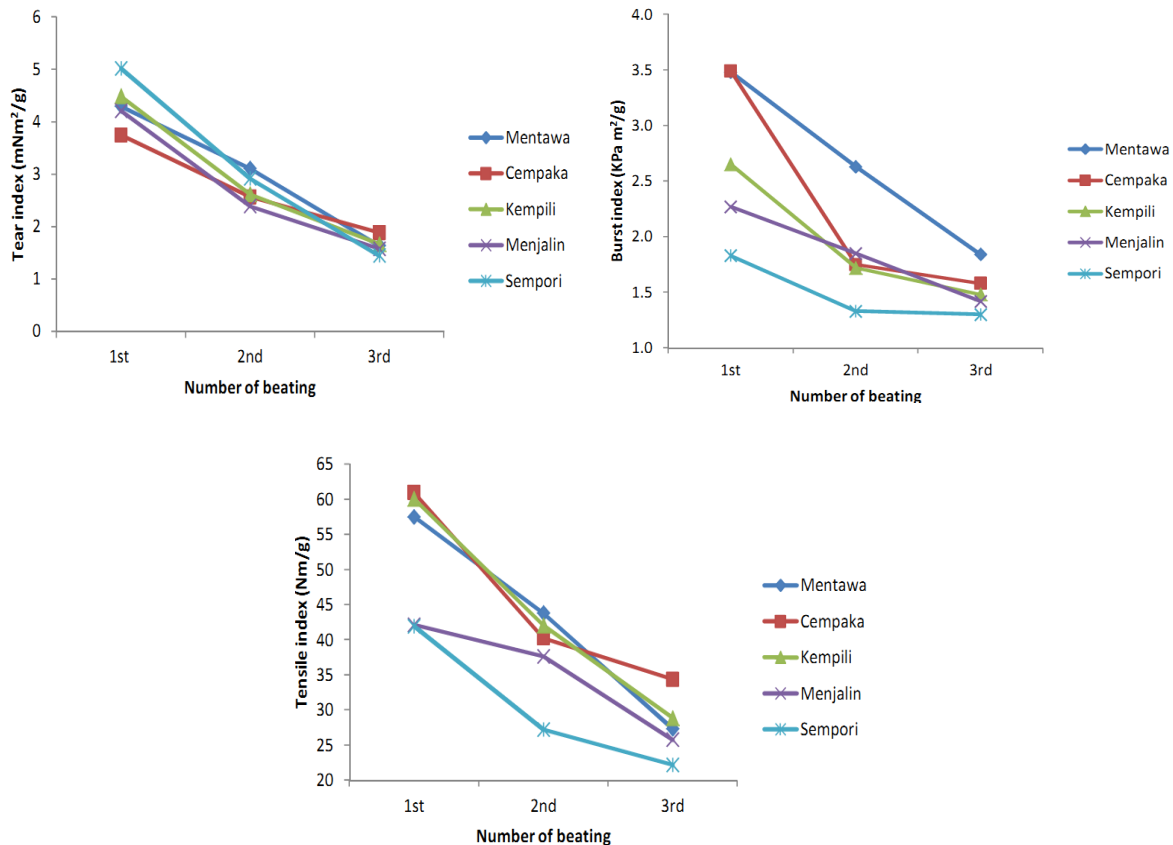 Tear index (mNm²/g)
6
5
4
3
2
1
0
1st 2nd 3rd
Number of beating
Mentawa
Cempaka
Kempili
Menjalin
Sempori
Burst index (KPa m²/g)
4.0
3.5
3.0
2.5
2.0
1.5
1.0
1st 2nd 3rd
Number of beating
Mentawa
Cempaka
Kempili
Menjalin
Sempori
Tensile index (Nm/g)
65
60
55
50
45
40
35
30
25
20
1st 2nd 3rd
Number of beating
Mentawa
Cempaka
Kempili
Menjalin
Sempori